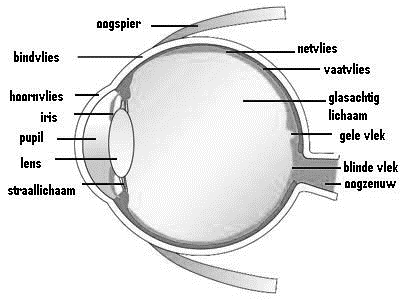 oogspier
bindvlies
hoornvlies
iris
pupil
lens
straallichaam
netvlies
vaatvlies
glasachtig
lichaam
gele vlek
blinde vlek
oogzenuw